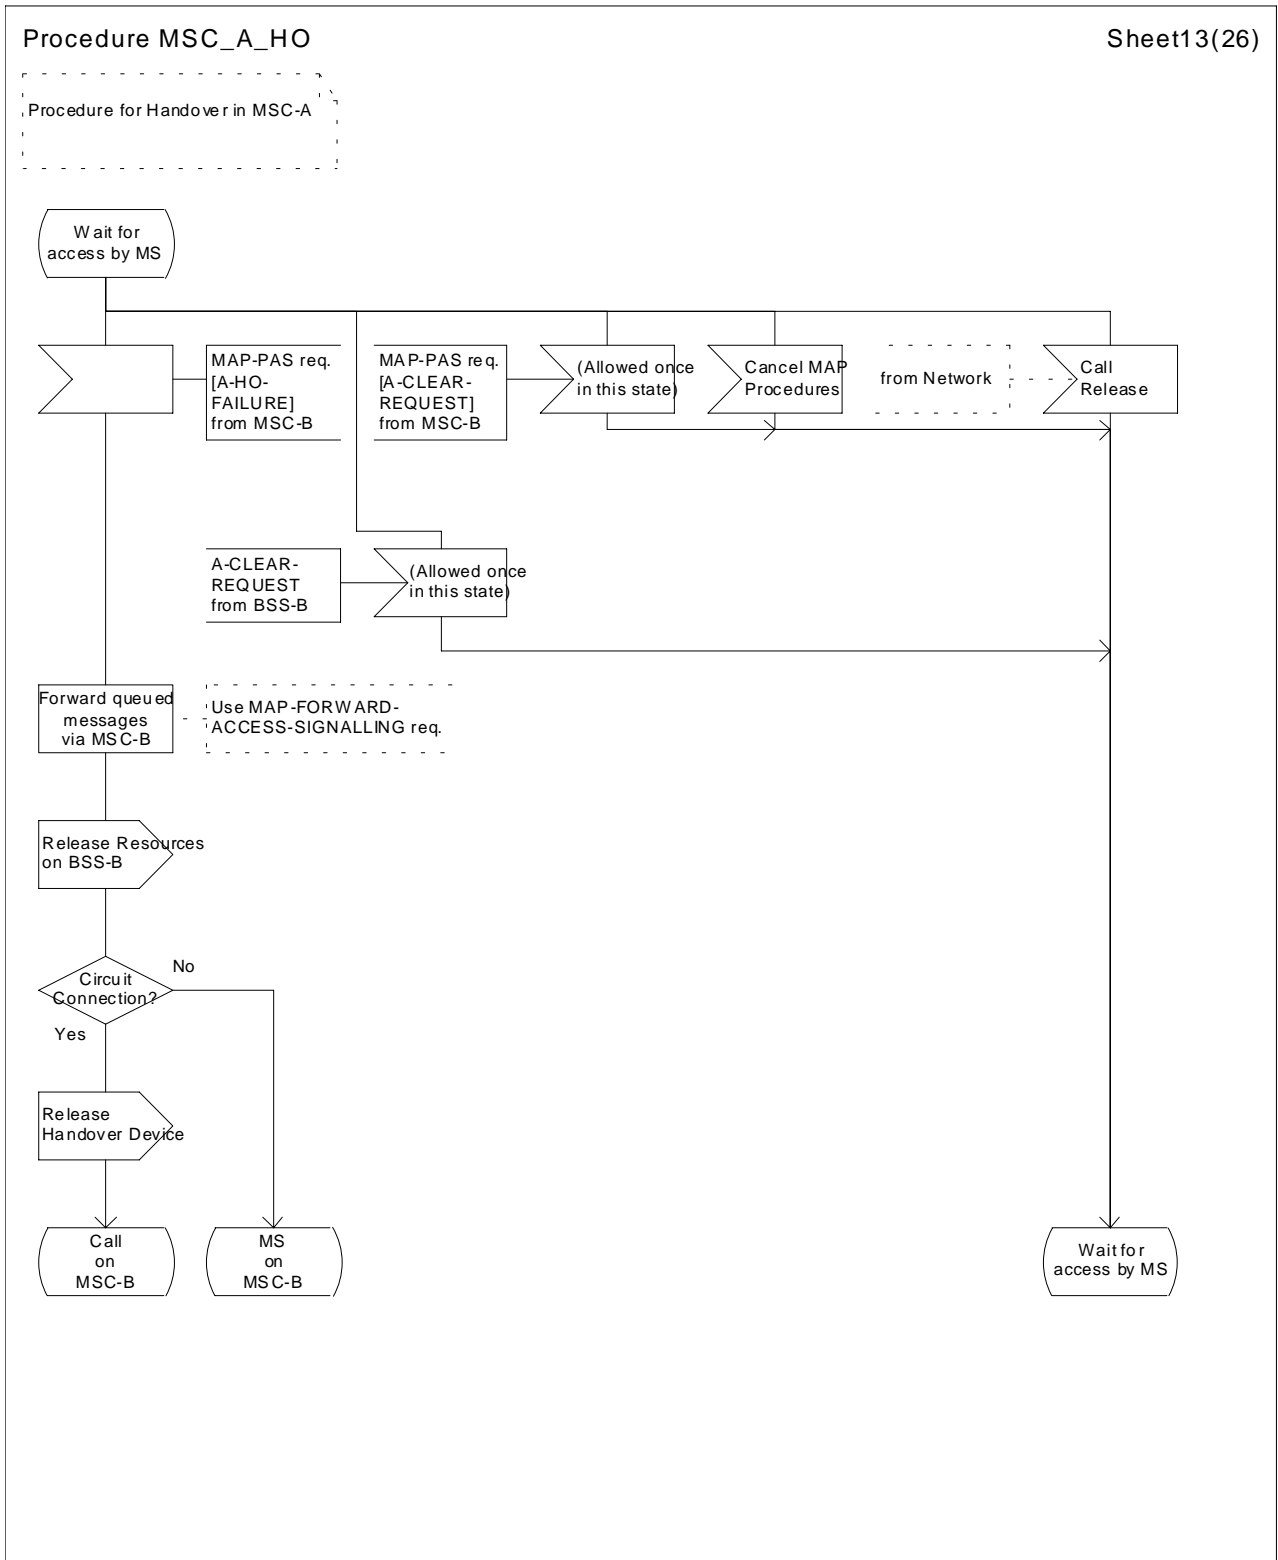 Procedure MSC_A_HO
Sheet13(26)
Procedure for Handover in MSC-A
Wait for
access by MS
MAP-PAS req.
[A-HO-
FAILURE]
from MSC-B
MAP-PAS req.
[A-CLEAR-
REQUEST]
from MSC-B
(Allowed once
in this state)
Cancel MAP
Procedures
from Network
Call
Release
A-CLEAR-
REQUEST
from BSS-B
(Allowed once
in this state)
Forward queued
messages
via MSC-B
Use MAP-FORWARD-
ACCESS-SIGNALLING req.
Release Resources
on BSS-B
Circuit
Connection?
No
Yes
Release
Handover Device
Call
on
MSC-B
MS
on
MSC-B
Wait for
access by MS